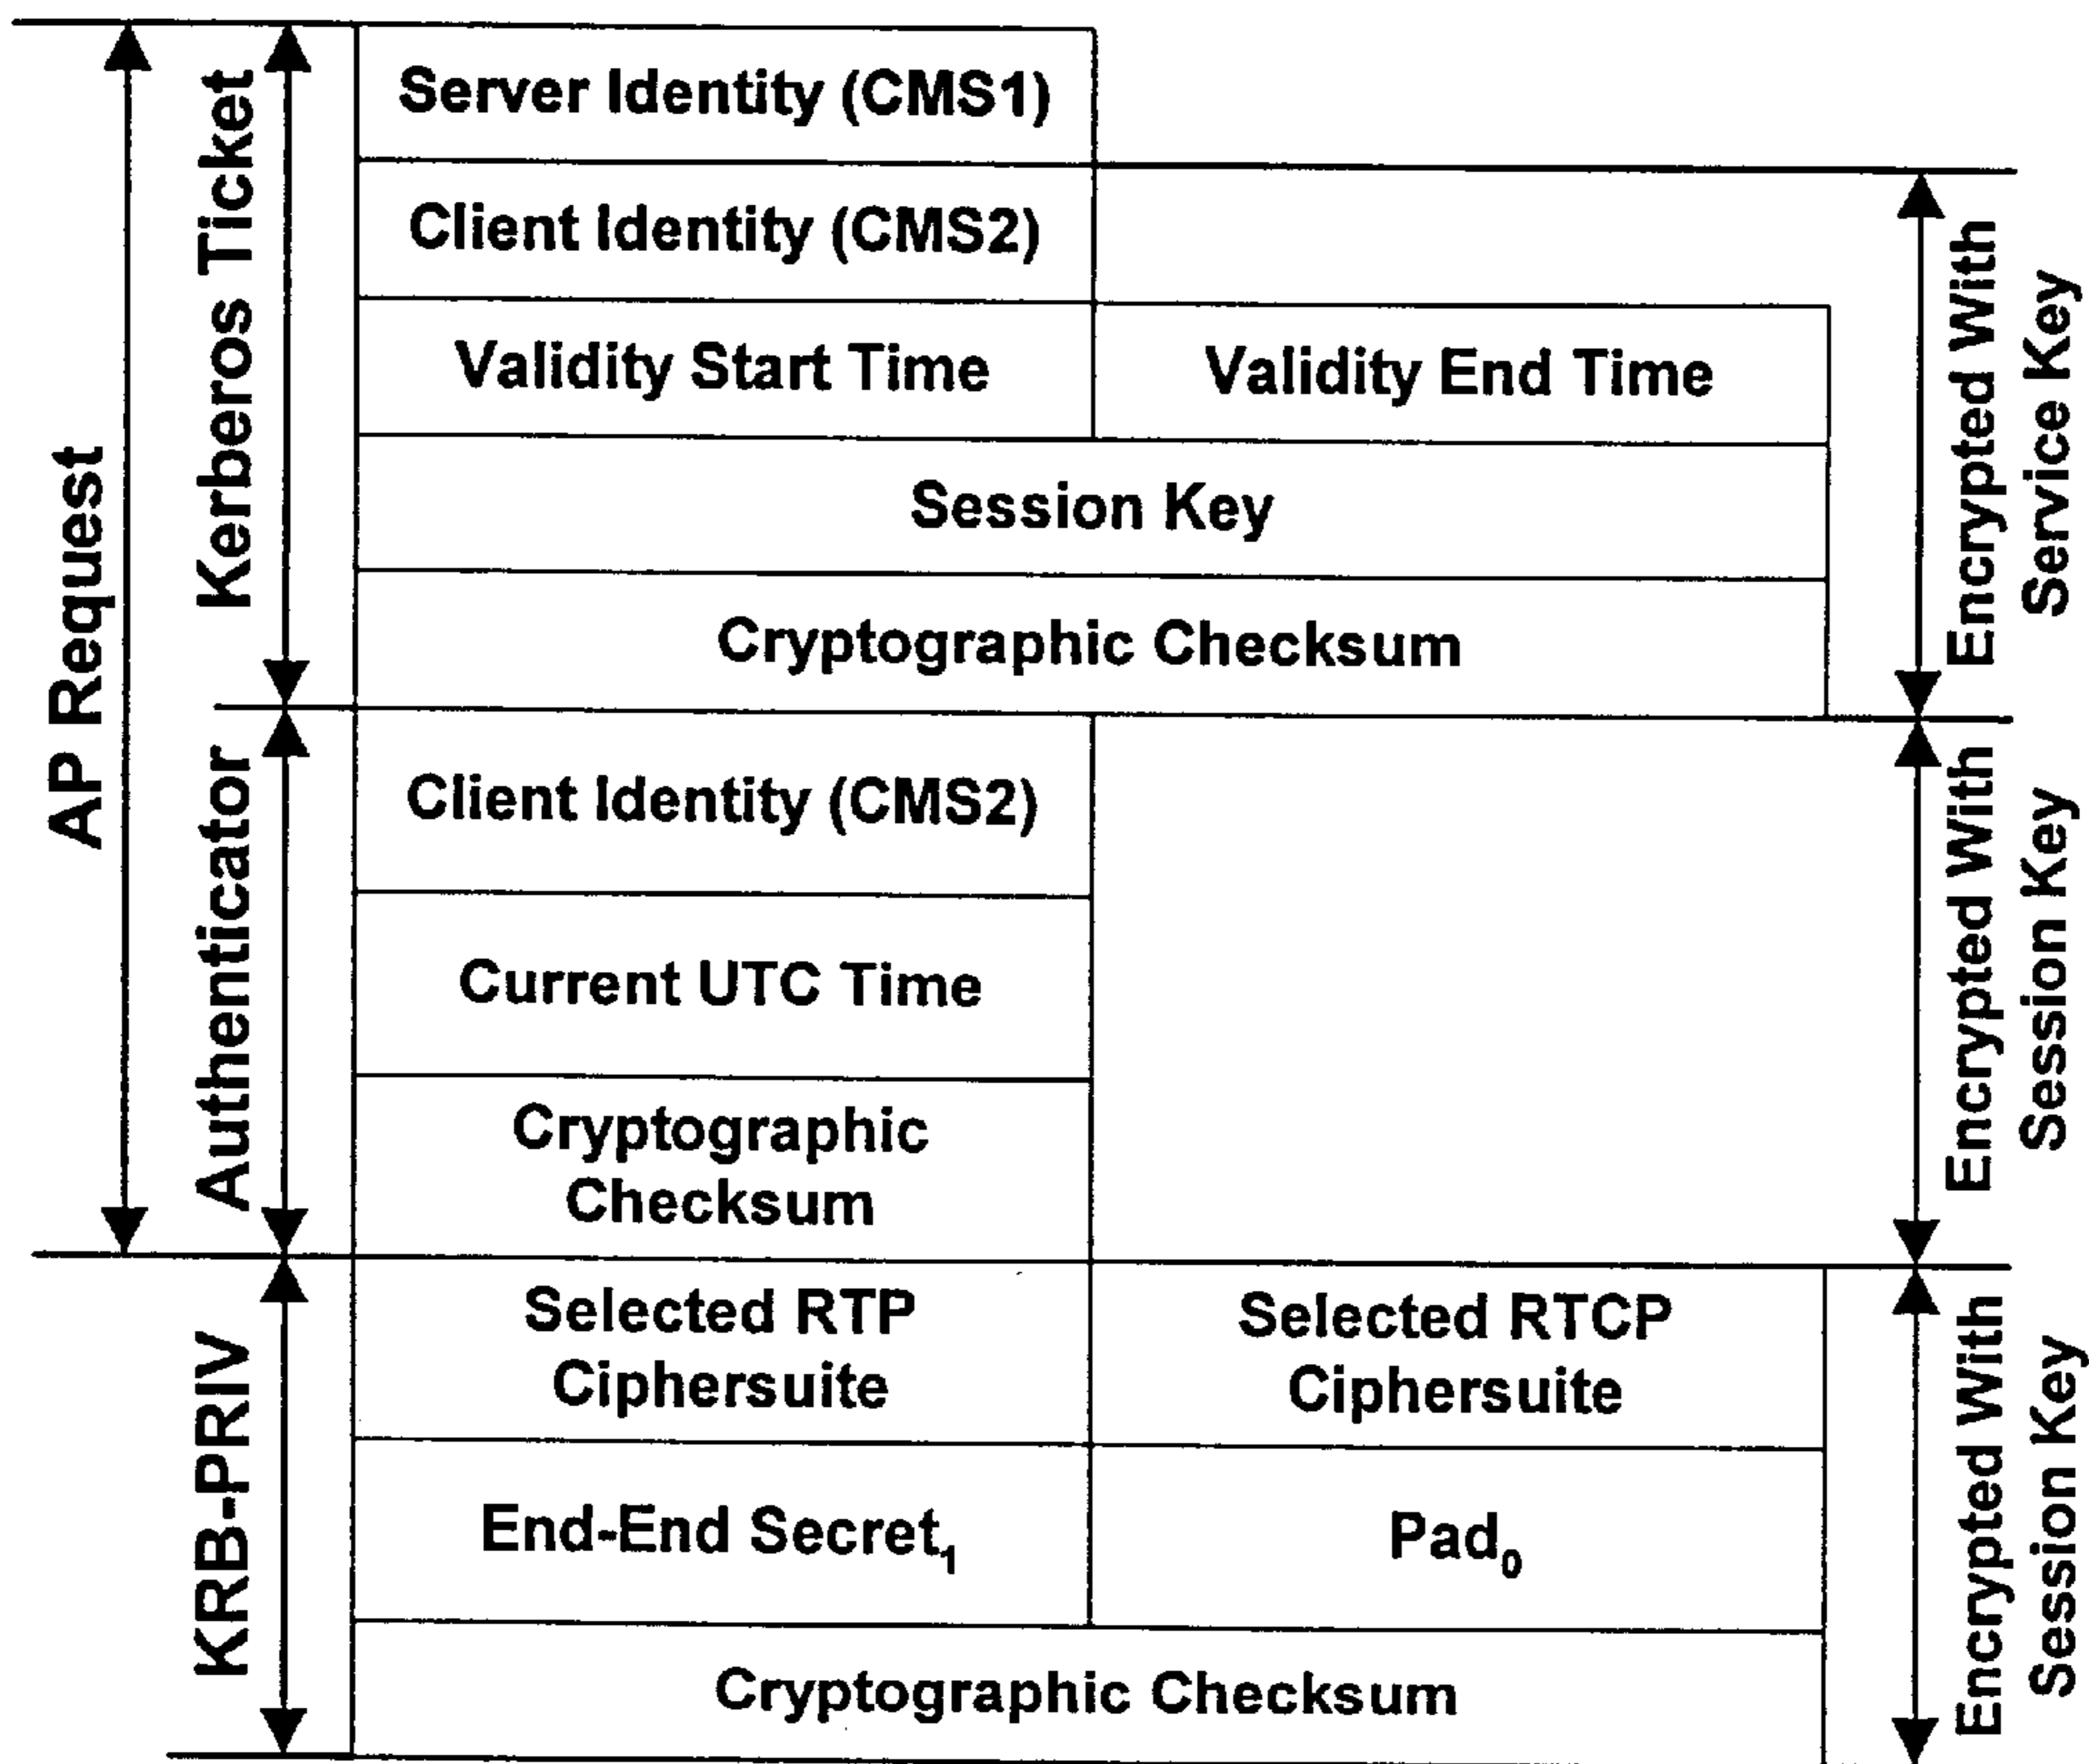 AP Request
Kerberos Ticket
Server Identity (CMS1)
Client Identity (CMS2)
Validity Start Time
Validity End Time
Session Key
Cryptographic Checksum
Encrypted With
Service Key
Authenticator
Client Identity (CMS2)
Current UTC Time
Cryptographic
Checksum
Encrypted With
Session Key
KRB-PRIV
Selected RTP
Ciphersuite
Selected RTCP
Ciphersuite
End-End Secret₁
Pad₀
Cryptographic Checksum
Encrypted With
Session Key